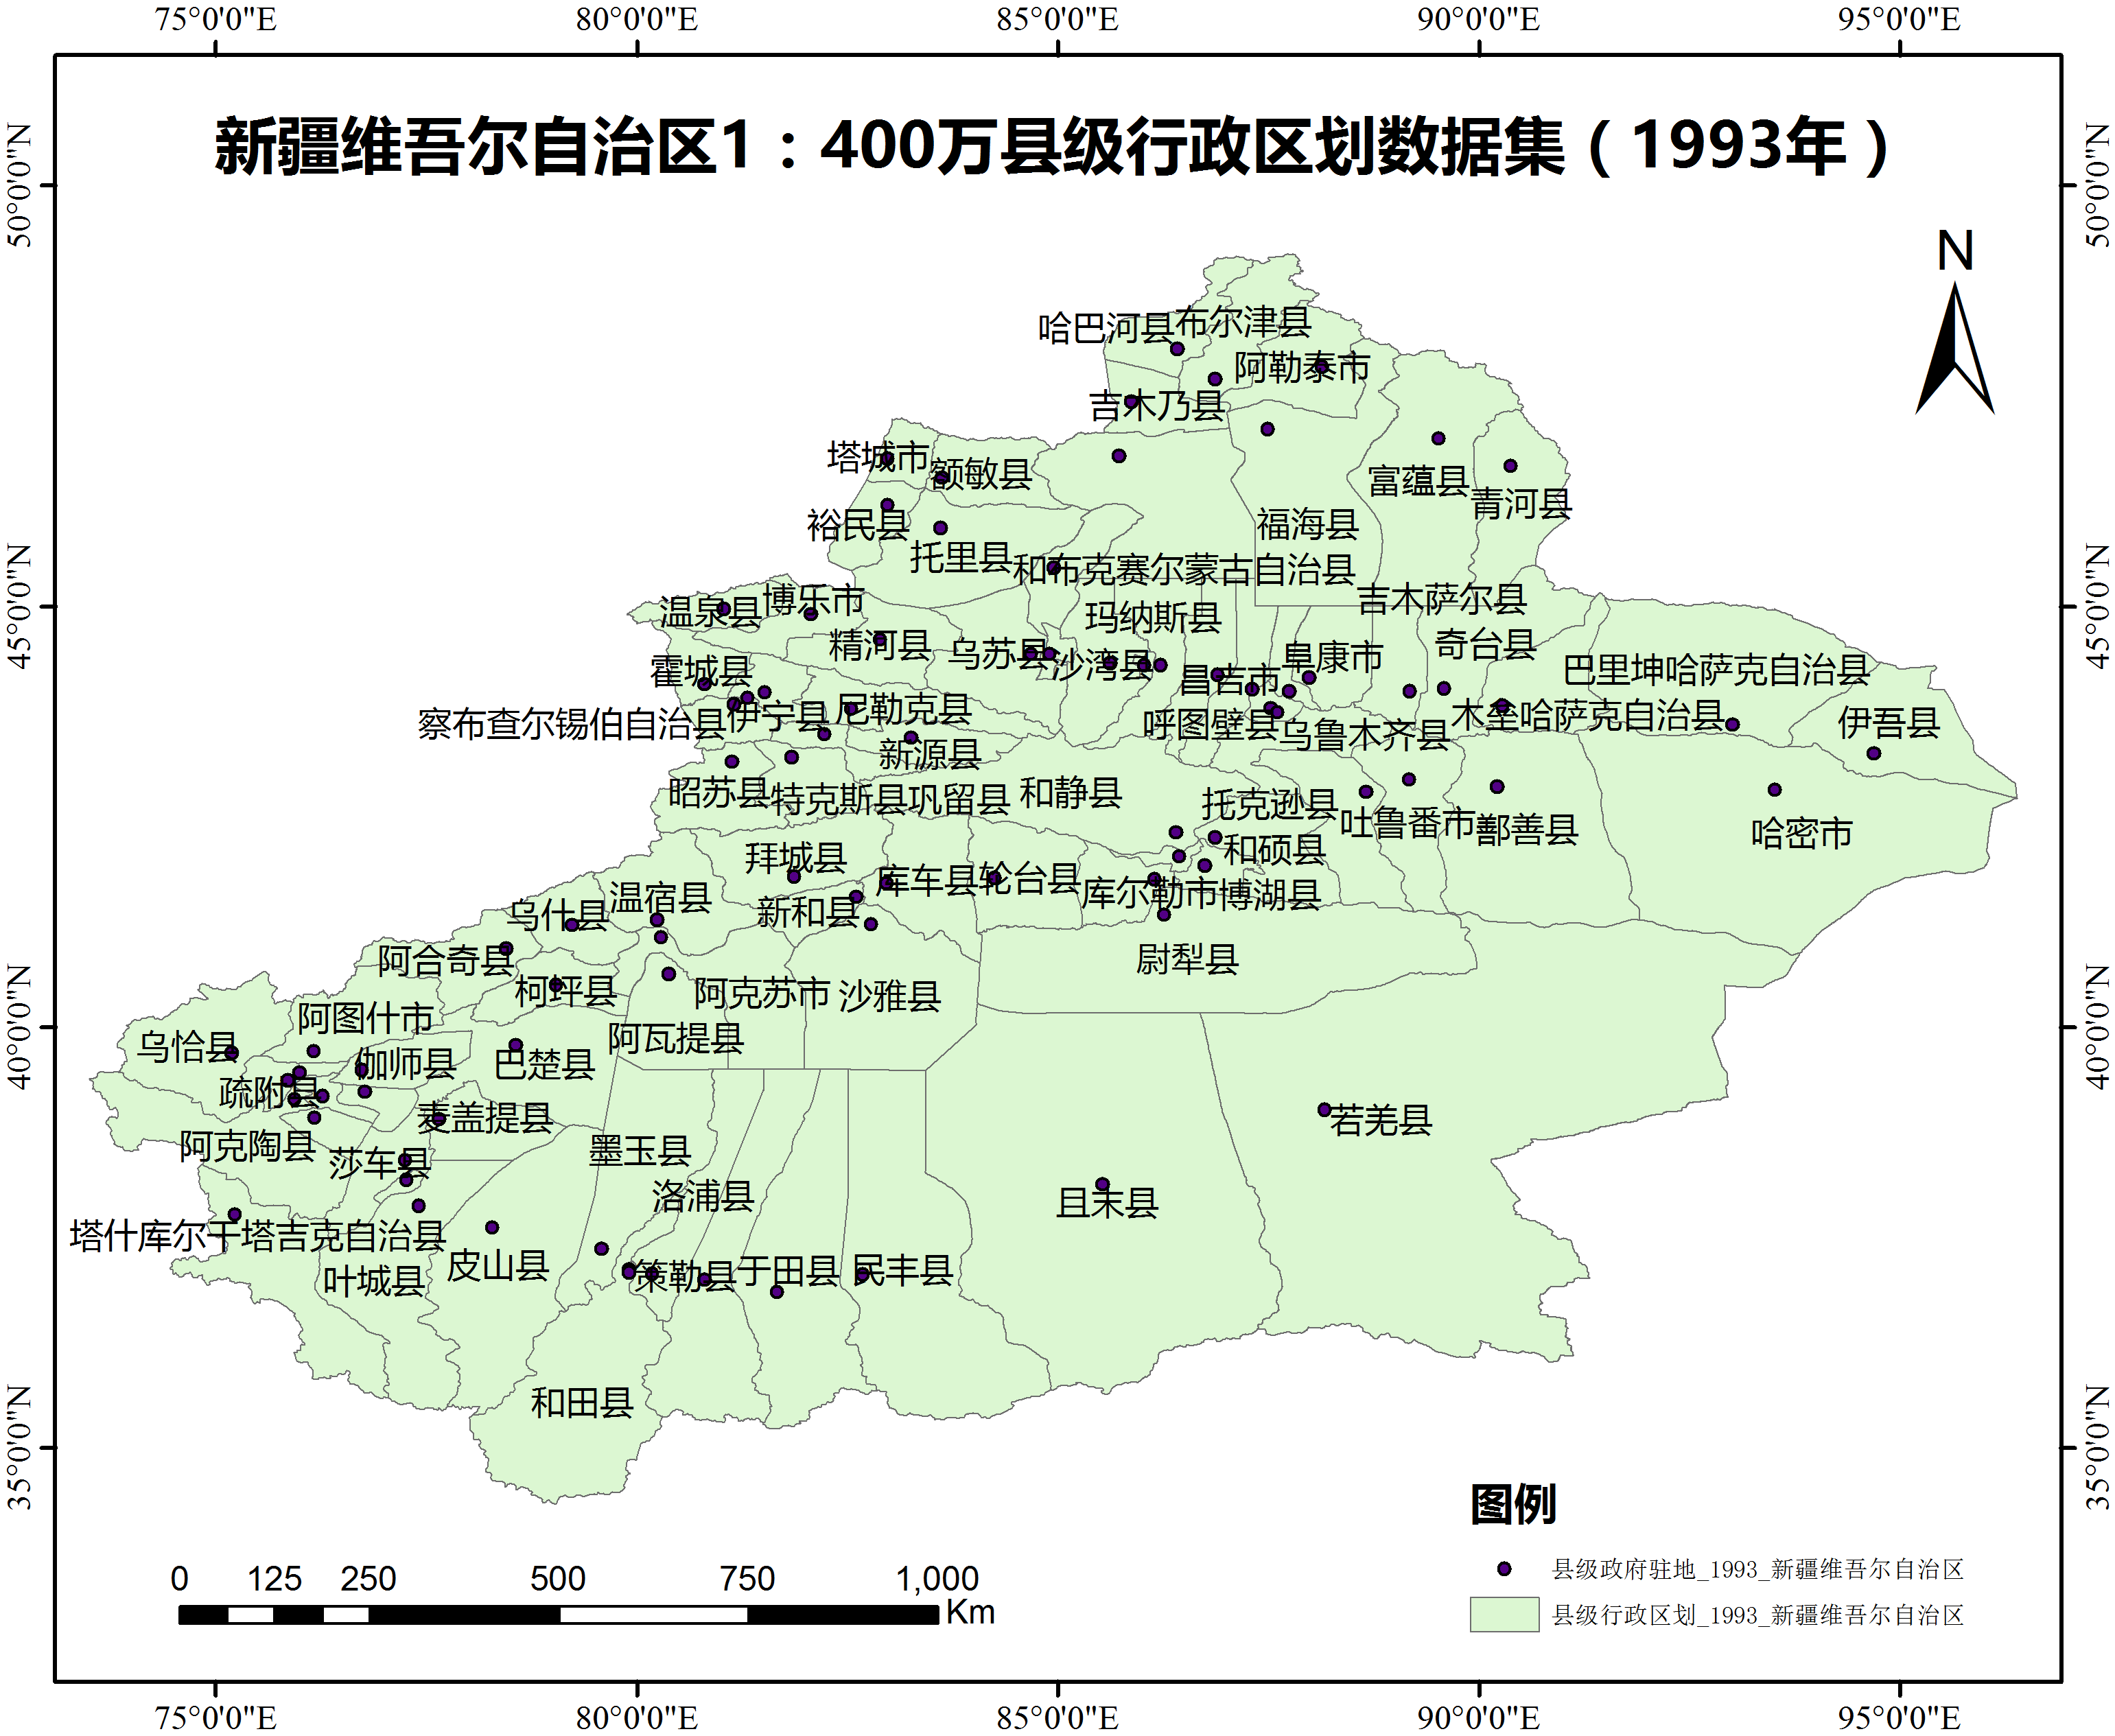 75°0'0"E 80°0'0"E 85°0'0"E 90°0'0"E 95°0'0"E
新疆维吾尔自治区1：400万县级行政区划数据集（1993年）
50°0'0"N
50°0'0"N
N
哈巴河县
布尔津县
阿勒泰市
吉木乃县
塔城市
额敏县
富蕴县
青河县
裕民县
福海县
托里县
和布克赛尔蒙古自治县
45°0'0"N
45°0'0"N
温泉县
博乐市
吉木萨尔县
玛纳斯县
精河县
乌苏县
沙湾县
奇台县
阜康市
霍城县
昌吉市
巴里坤哈萨克自治县
察布查尔锡伯自治县
伊宁县
尼勒克县
呼图壁县
乌鲁木齐县
木垒哈萨克自治县
伊吾县
新源县
昭苏县
特克斯县
巩留县
和静县
托克逊县
吐鲁番市
鄯善县
哈密市
和硕县
拜城县
库车县
轮台县
库尔勒市
博湖县
温宿县
乌什县
新和县
阿合奇县
尉犁县
柯坪县
阿克苏市
沙雅县
40°0'0"N
40°0'0"N
阿图什市
乌恰县
阿瓦提县
伽师县
巴楚县
疏附县
麦盖提县
若羌县
阿克陶县
莎车县
墨玉县
洛浦县
且末县
塔什库尔干塔吉克自治县
皮山县
叶城县
策勒县
于田县
民丰县
和田县
35°0'0"N
35°0'0"N
图例
县级政府驻地_1993_新疆维吾尔自治区
县级行政区划_1993_新疆维吾尔自治区
0 125 250 500 750 1,000
Km
75°0'0"E 80°0'0"E 85°0'0"E 90°0'0"E 95°0'0"E